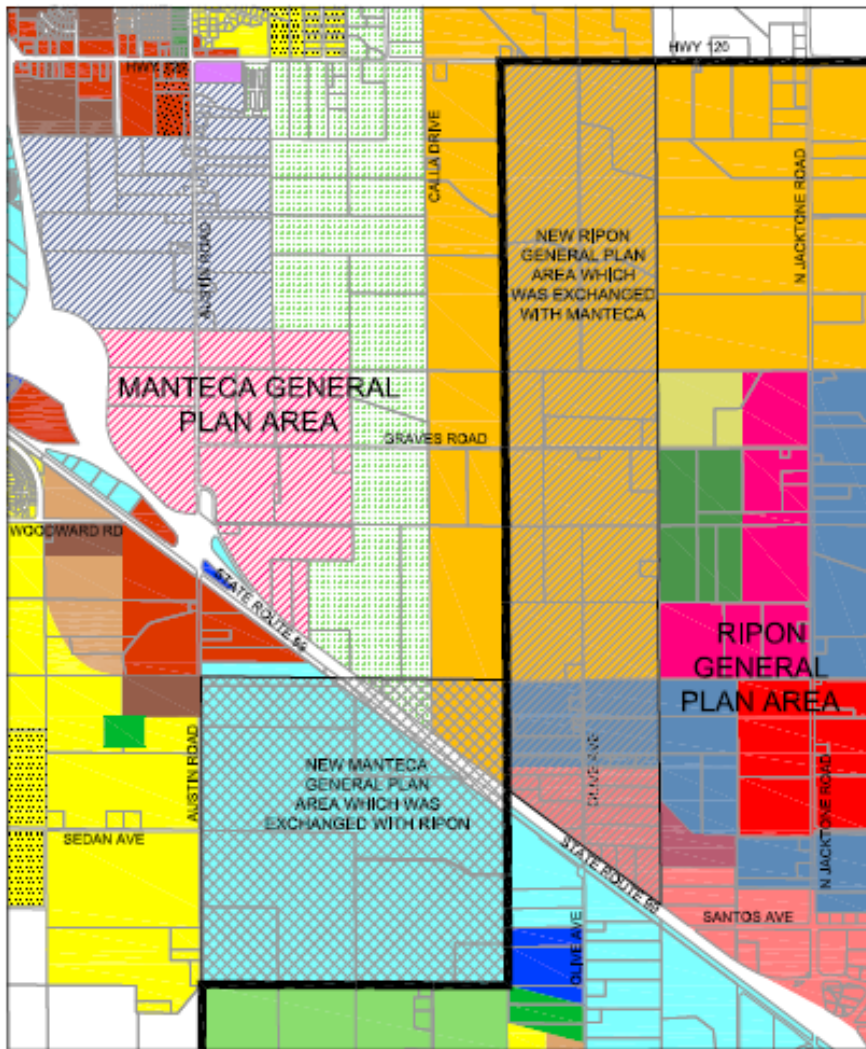 HWY 120
HWY 120
CALLA DRIVE
N JACKTONE ROAD
AUSTIN ROAD
NEW RIPON
GENERAL PLAN
AREA WHICH
WAS EXCHANGED
WITH MANTECA
MANTECA GENERAL
PLAN AREA
GRAVES ROAD
WOODWARD RD
STATE ROUTE 99
RIPON
GENERAL
PLAN AREA
AUSTIN ROAD
NEW MANTECA
GENERAL PLAN
AREA WHICH WAS
EXCHANGED WITH RIPON
OLIVE AVE
N JACKTONE ROAD
SEDAN AVE
STATE ROUTE 99
SANTOS AVE
OLIVE AVE